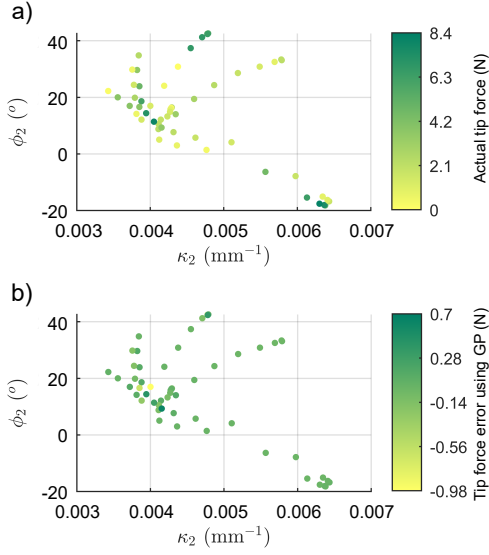 a)
40
20
0
-20
ϕ₂ (°)
0.003 0.004 0.005 0.006 0.007
κ₂ (mm⁻¹)
8.4
6.3
4.2
2.1
0
Actual tip force (N)
b)
40
20
0
-20
ϕ₂ (°)
0.003 0.004 0.005 0.006 0.007
κ₂ (mm⁻¹)
0.7
0.28
-0.14
-0.56
-0.98
Tip force error using GP (N)